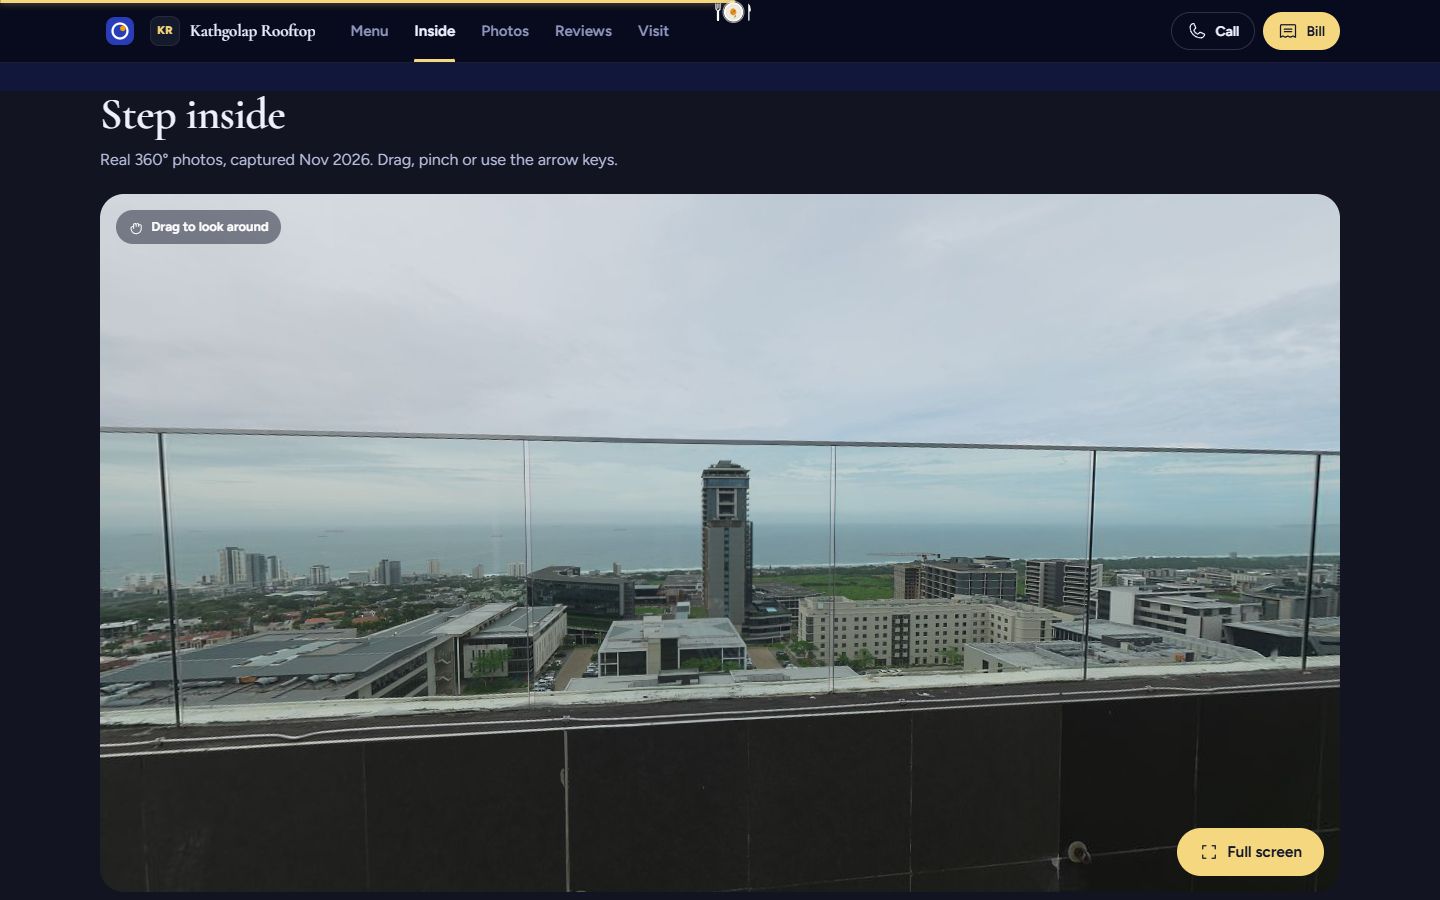 KR Kathgolap Rooftop Menu Inside Photos Reviews Visit Call Bill
Step inside
Real 360° photos, captured Nov 2026. Drag, pinch or use the arrow keys.
Drag to look around
Full screen